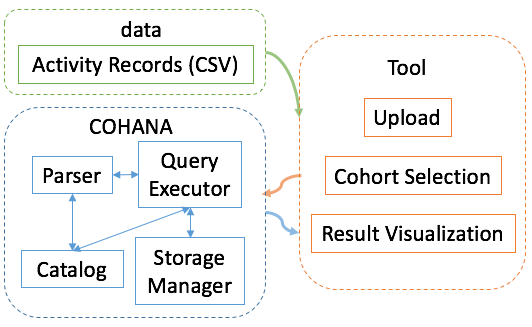 data
Activity Records (CSV)
COHANA
Parser
Query
Executor
Catalog
Storage
Manager
Tool
Upload
Cohort Selection
Result Visualization